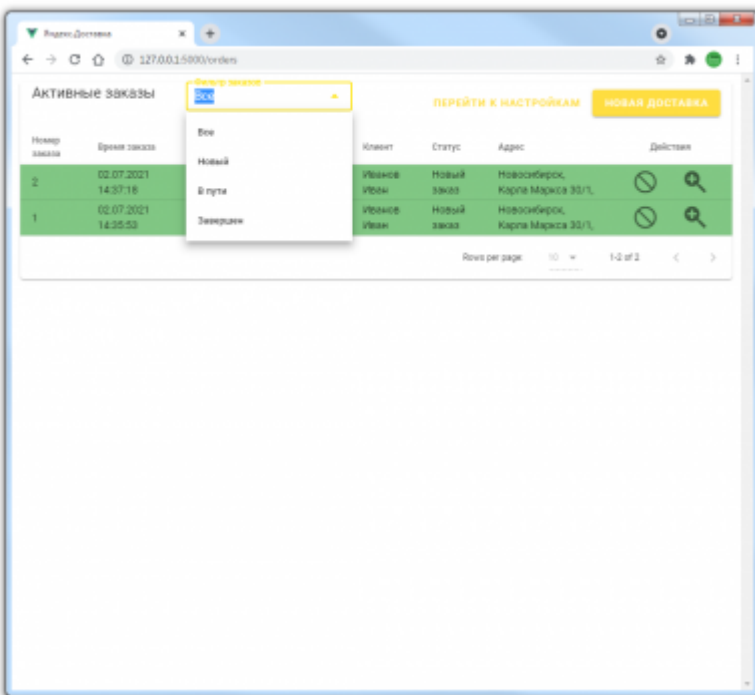 Яндекс.Доставка
127.0.0.1:5000/orders
Активные заказы
Фильтр заказов
Все
ПЕРЕЙТИ К НАСТРОЙКАМ
НОВАЯ ДОСТАВКА
Все
Новый
В пути
Завершен
Номер
заказа
Время заказа
Клиент
Статус
Адрес
Действия
2
02.07.2021
14:37:18
Иванов
Иван
Новый
заказ
Новосибирск,
Карла Маркса 30/1,
1
02.07.2021
14:35:53
Иванов
Иван
Новый
заказ
Новосибирск,
Карла Маркса 30/1,
Rows per page:
10
1-2 of 2